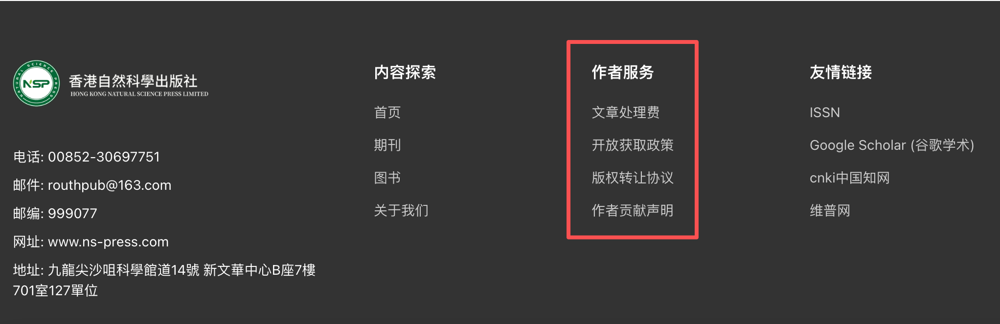 NATURAL SCIENCE PRESS
NSP
香港自然科學出版社
HONG KONG NATURAL SCIENCE PRESS LIMITED
电话: 00852-30697751
邮件: routhpub@163.com
邮编: 999077
网址: www.ns-press.com
地址: 九龍尖沙咀科學館道14號 新文華中心B座7樓
701室127單位
内容探索
首页
期刊
图书
关于我们
作者服务
文章处理费
开放获取政策
版权转让协议
作者贡献声明
友情链接
ISSN
Google Scholar (谷歌学术)
cnki中国知网
维普网